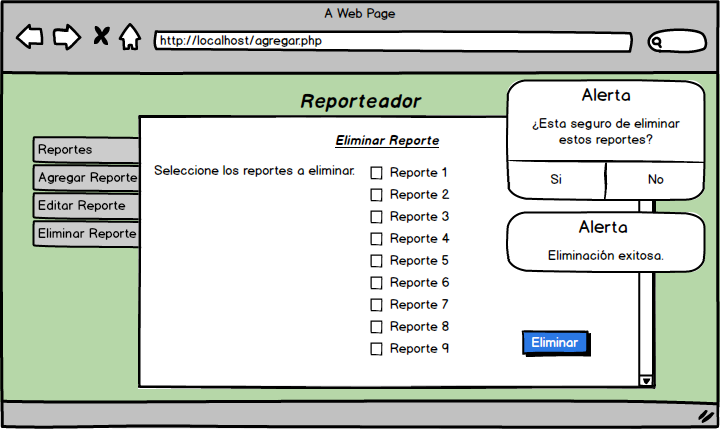 A Web Page
http://localhost/agregar.php
Reporteador
Alerta
¿Esta seguro de eliminar
estos reportes?
Si
No
Reportes
Agregar Reporte
Editar Reporte
Eliminar Reporte
Eliminar Reporte
Seleccione los reportes a eliminar.
Reporte 1
Reporte 2
Reporte 3
Reporte 4
Reporte 5
Reporte 6
Reporte 7
Reporte 8
Reporte 9
Alerta
Eliminación exitosa.
Eliminar